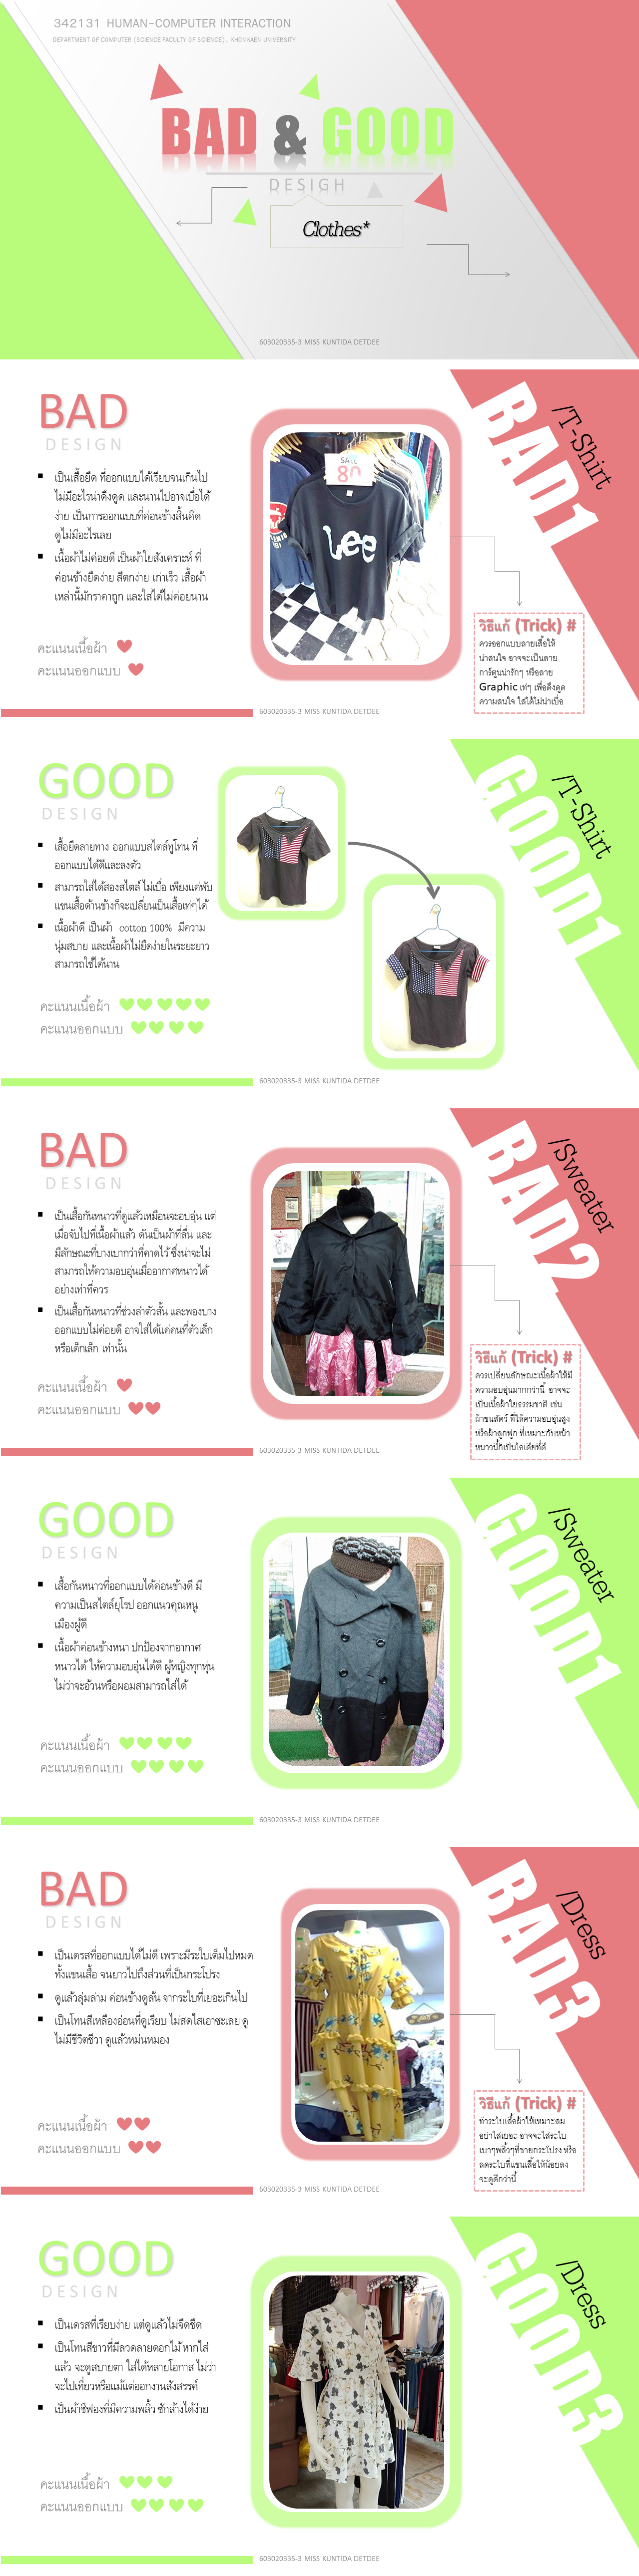 342131 HUMAN-COMPUTER INTERACTION
DEPARTMENT OF COMPUTER (SCIENCE FACULTY OF SCIENCE) , KHONKAEN UNIVERSITY
BAD & GOOD
DESIGH
Clothes*
603020335-3 MISS KUNTIDA DETDEE
BAD
DESIGN
เป็นเสื้อยืด ที่ออกแบบได้เรียบจนเกินไป
ไม่มีอะไรน่าดึงดูด และนานไปอาจเบื่อได้
ง่าย เป็นการออกแบบที่ค่อนข้างสิ้นคิด
ดูไม่มีอะไรเลย
เนื้อผ้าไม่ค่อยดี เป็นผ้าใยสังเคราะห์ ที่
ค่อนข้างยืดง่าย สีตกง่าย เก่าเร็ว เสื้อผ้า
เหล่านี้มักราคาถูก และใส่ได้ไม่ค่อยนาน
คะแนนเนื้อผ้า
คะแนนออกแบบ
SALE
80
Lee
BAD1
/T-Shirt
วิธีแก้ (Trick) #
ควรออกแบบลายเสื้อให้
น่าสนใจ อาจจะเป็นลาย
การ์ตูนน่ารักๆ หรือลาย
Graphic เท่ๆ เพื่อดึงดูด
ความสนใจ ใส่ได้ไม่น่าเบื่อ
603020335-3 MISS KUNTIDA DETDEE
GOOD
DESIGN
เสื้อยืดลายทาง ออกแบบสไตล์ทูโทน ที่
ออกแบบได้ดีและลงตัว
สามารถใส่ได้สองสไตล์ ไม่เบื่อ เพียงแค่พับ
แขนเสื้อด้านข้างก็จะเปลี่ยนเป็นเสื้อเท่ๆได้
เนื้อผ้าดี เป็นผ้า cotton 100% มีความ
นุ่มสบาย และเนื้อผ้าไม่ยืดง่ายในระยะยาว
สามารถใช้ได้นาน
คะแนนเนื้อผ้า
คะแนนออกแบบ
GOOD1
/T-Shirt
603020335-3 MISS KUNTIDA DETDEE
BAD
DESIGN
เป็นเสื้อกันหนาวที่ดูแล้วเหมือนจะอบอุ่น แต่
เมื่อจับไปที่เนื้อผ้าแล้ว ดันเป็นผ้าที่ลื่น และ
มีลักษณะที่บางเบากว่าที่คาดไว้ ซึ่งน่าจะไม่
สามารถให้ความอบอุ่นเมื่ออากาศหนาวได้
อย่างเท่าที่ควร
เป็นเสื้อกันหนาวที่ช่วงลำตัวสั้น และพองบาง
ออกแบบไม่ค่อยดี อาจใส่ได้แค่คนที่ตัวเล็ก
หรือเด็กเล็ก เท่านั้น
คะแนนเนื้อผ้า
คะแนนออกแบบ
BAD2
/Sweater
วิธีแก้ (Trick) #
ควรเปลี่ยนลักษณะเนื้อผ้าให้มี
ความอบอุ่นมากกว่านี้ อาจจะ
เป็นเนื้อผ้าใยธรรมชาติ เช่น
ผ้าขนสัตว์ ที่ให้ความอบอุ่นสูง
หรือผ้าลูกฟูก ที่เหมาะกับหน้า
หนาวนี้ก็เป็นไอเดียที่ดี
603020335-3 MISS KUNTIDA DETDEE
GOOD
DESIGN
เสื้อกันหนาวที่ออกแบบได้ค่อนข้างดี มี
ความเป็นสไตล์ยุโรป ออกแนวคุณหนู
เมืองผู้ดี
เนื้อผ้าค่อนข้างหนา ปกป้องจากอากาศ
หนาวได้ ให้ความอบอุ่นได้ดี ผู้หญิงทุกหุ่น
ไม่ว่าจะอ้วนหรือผอมสามารถใส่ได้
คะแนนเนื้อผ้า
คะแนนออกแบบ
GOOD1
/Sweater
603020335-3 MISS KUNTIDA DETDEE
BAD
DESIGN
เป็นเดรสที่ออกแบบได้ไม่ดี เพราะมีระใบเต็มไปหมด
ทั้งแขนเสื้อ จนยาวไปถึงส่วนที่เป็นกระโปรง
ดูแล้วลุ่มล่าม ค่อนข้างดูล้น จากระใบที่เยอะเกินไป
เป็นโทนสีเหลืองอ่อนที่ดูเรียบ ไม่สดใสเอาซะเลย ดู
ไม่มีชีวิตชีวา ดูแล้วหม่นหมอง
คะแนนเนื้อผ้า
คะแนนออกแบบ
BAD3
/Dress
วิธีแก้ (Trick) #
ทำระใบเสื้อผ้าให้เหมาะสม
อย่าใส่เยอะ อาจจะใส่ระใบ
เบาๆพลิ้วๆที่ชายกระโปรง หรือ
ลดระใบที่แขนเสื้อให้น้อยลง
จะดูดีกว่านี้
603020335-3 MISS KUNTIDA DETDEE
GOOD
DESIGN
เป็นเดรสที่เรียบง่าย แต่ดูแล้วไม่จืดชืด
เป็นโทนสีขาวที่มีลวดลายดอกไม้ หากใส่
แล้ว จะดูสบายตา ใส่ได้หลายโอกาส ไม่ว่า
จะไปเที่ยวหรือแม้แต่ออกงานสังสรรค์
เป็นผ้าชีฟองที่มีความพลิ้ว ซักล้างได้ง่าย
คะแนนเนื้อผ้า
คะแนนออกแบบ
GOOD3
/Dress
603020335-3 MISS KUNTIDA DETDEE